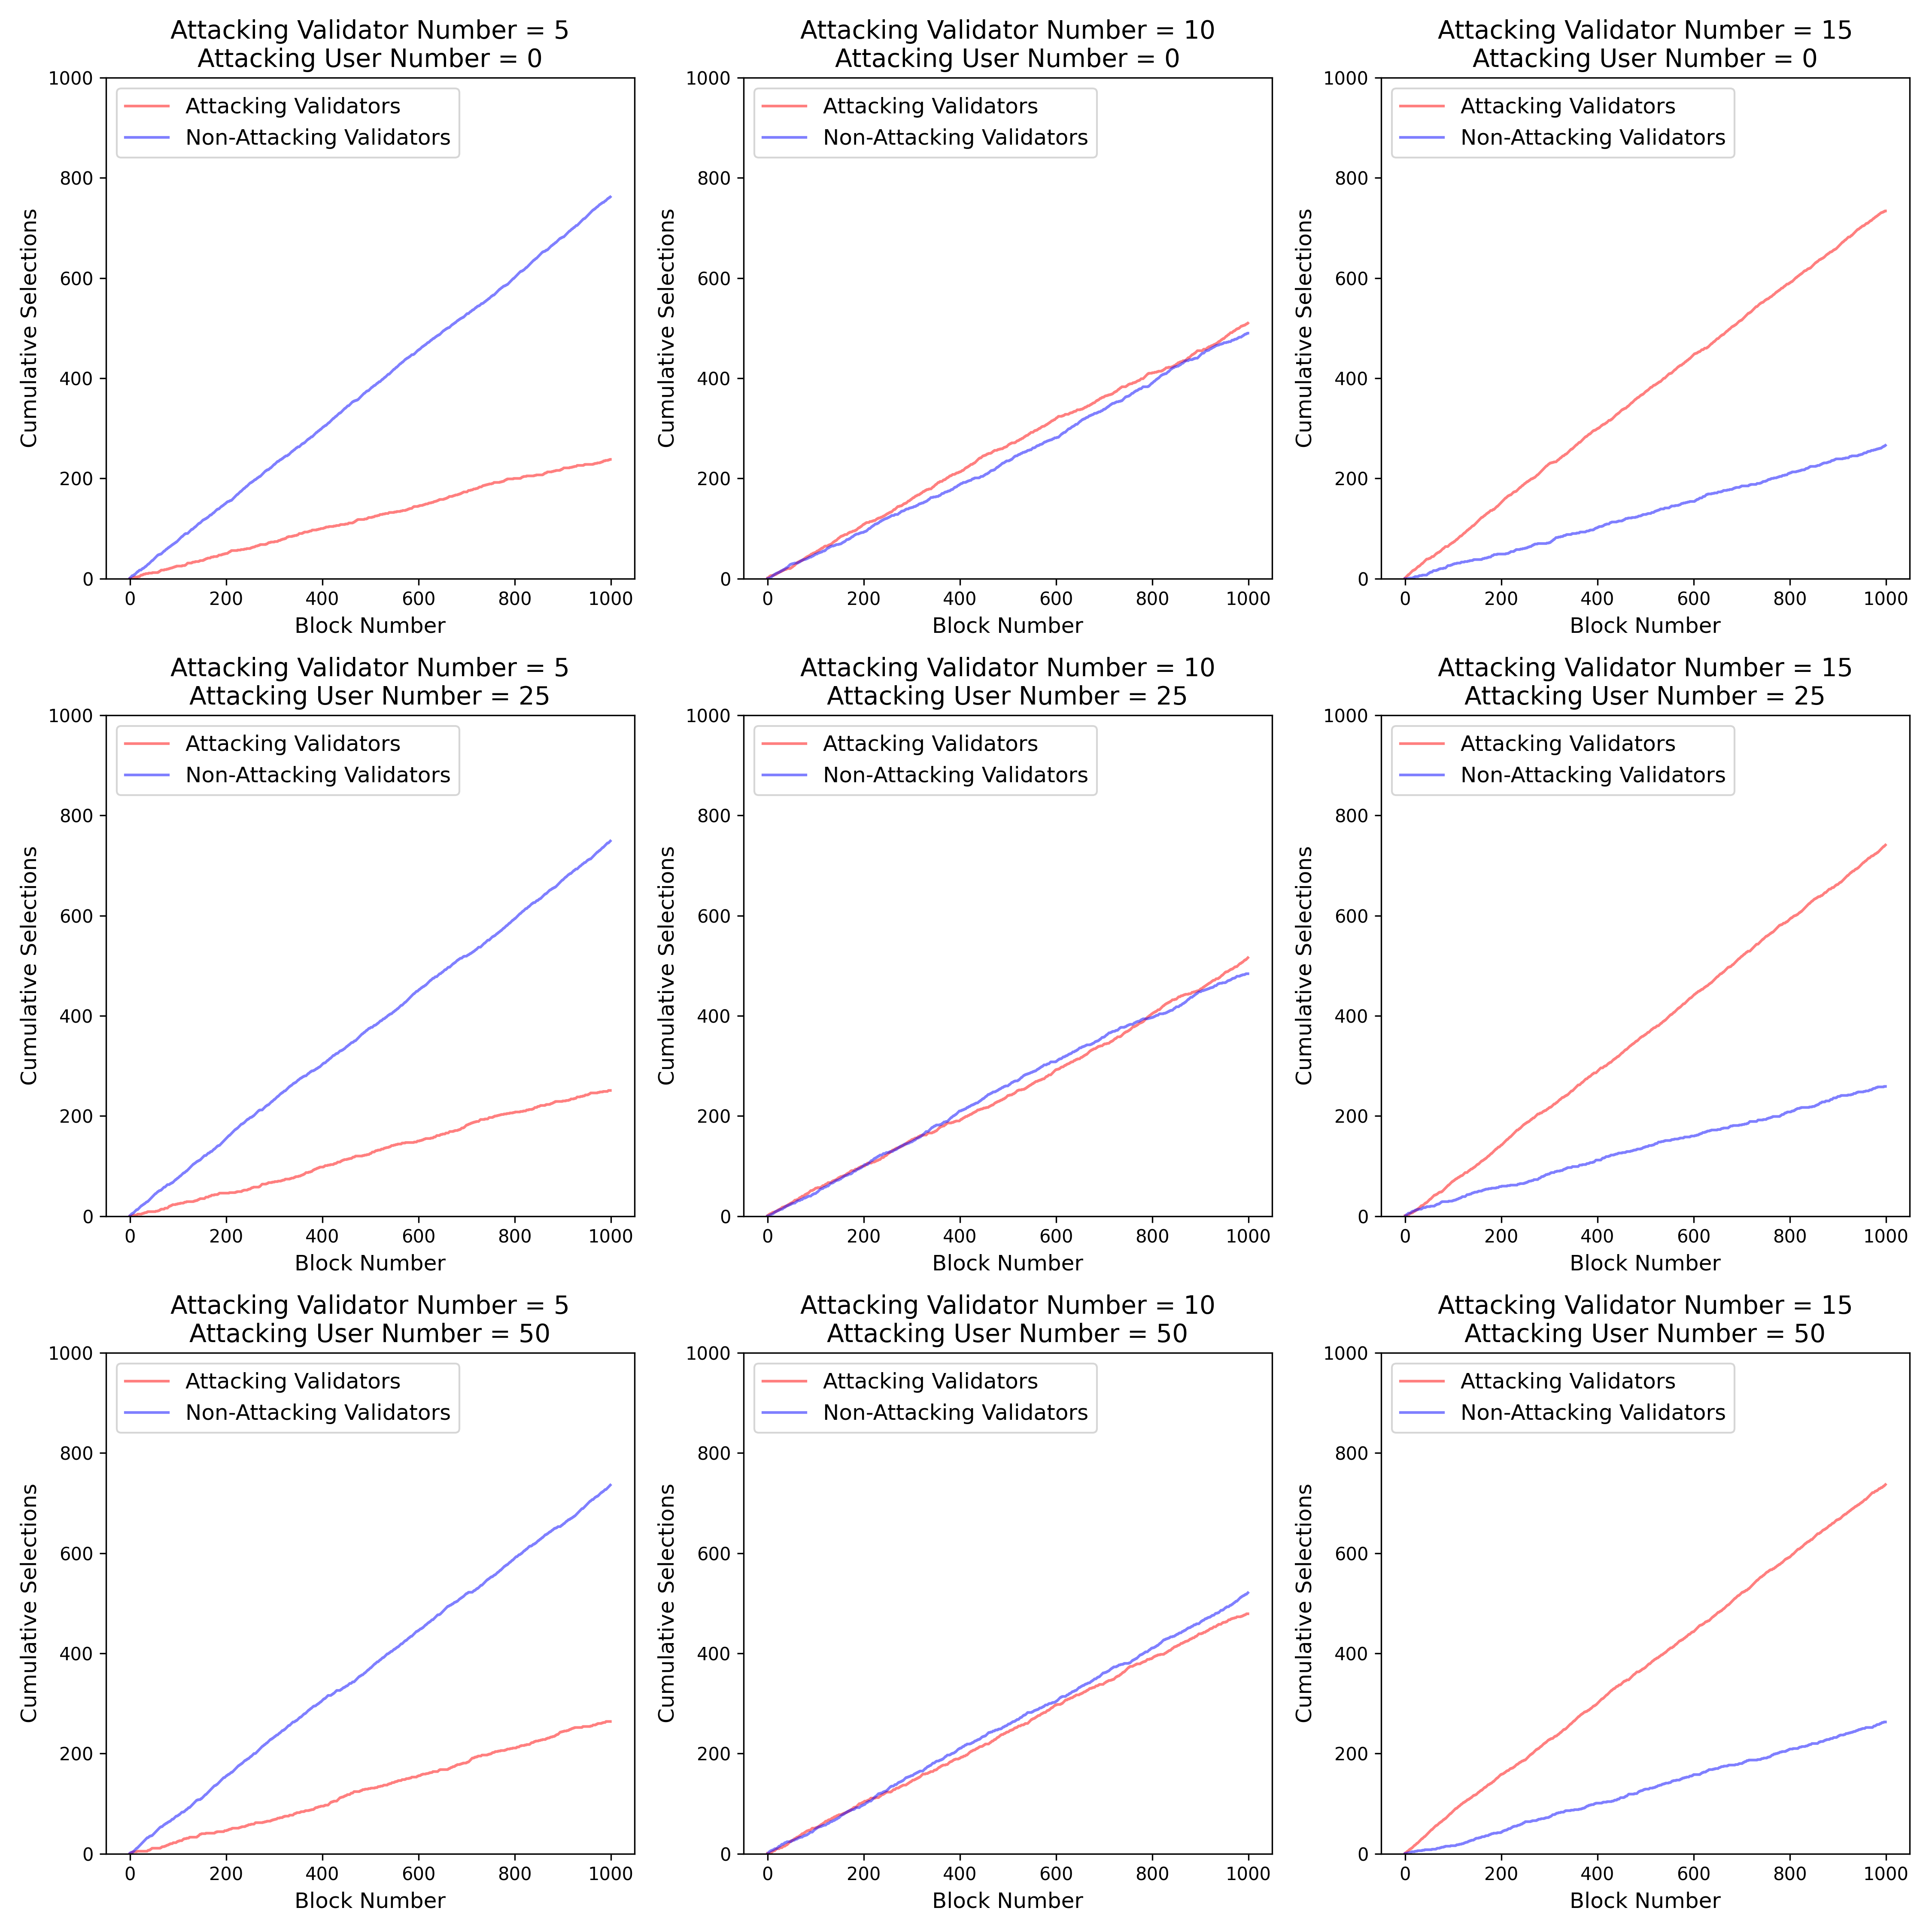 Attacking Validator Number = 5
Attacking User Number = 0
1000
800
600
400
200
0
Cumulative Selections
Attacking Validators
Non-Attacking Validators
0 200 400 600 800 1000
Block Number
Attacking Validator Number = 10
Attacking User Number = 0
1000
800
600
400
200
0
Cumulative Selections
Attacking Validators
Non-Attacking Validators
0 200 400 600 800 1000
Block Number
Attacking Validator Number = 15
Attacking User Number = 0
1000
800
600
400
200
0
Cumulative Selections
Attacking Validators
Non-Attacking Validators
0 200 400 600 800 1000
Block Number
Attacking Validator Number = 5
Attacking User Number = 25
1000
800
600
400
200
0
Cumulative Selections
Attacking Validators
Non-Attacking Validators
0 200 400 600 800 1000
Block Number
Attacking Validator Number = 10
Attacking User Number = 25
1000
800
600
400
200
0
Cumulative Selections
Attacking Validators
Non-Attacking Validators
0 200 400 600 800 1000
Block Number
Attacking Validator Number = 15
Attacking User Number = 25
1000
800
600
400
200
0
Cumulative Selections
Attacking Validators
Non-Attacking Validators
0 200 400 600 800 1000
Block Number
Attacking Validator Number = 5
Attacking User Number = 50
1000
800
600
400
200
0
Cumulative Selections
Attacking Validators
Non-Attacking Validators
0 200 400 600 800 1000
Block Number
Attacking Validator Number = 10
Attacking User Number = 50
1000
800
600
400
200
0
Cumulative Selections
Attacking Validators
Non-Attacking Validators
0 200 400 600 800 1000
Block Number
Attacking Validator Number = 15
Attacking User Number = 50
1000
800
600
400
200
0
Cumulative Selections
Attacking Validators
Non-Attacking Validators
0 200 400 600 800 1000
Block Number